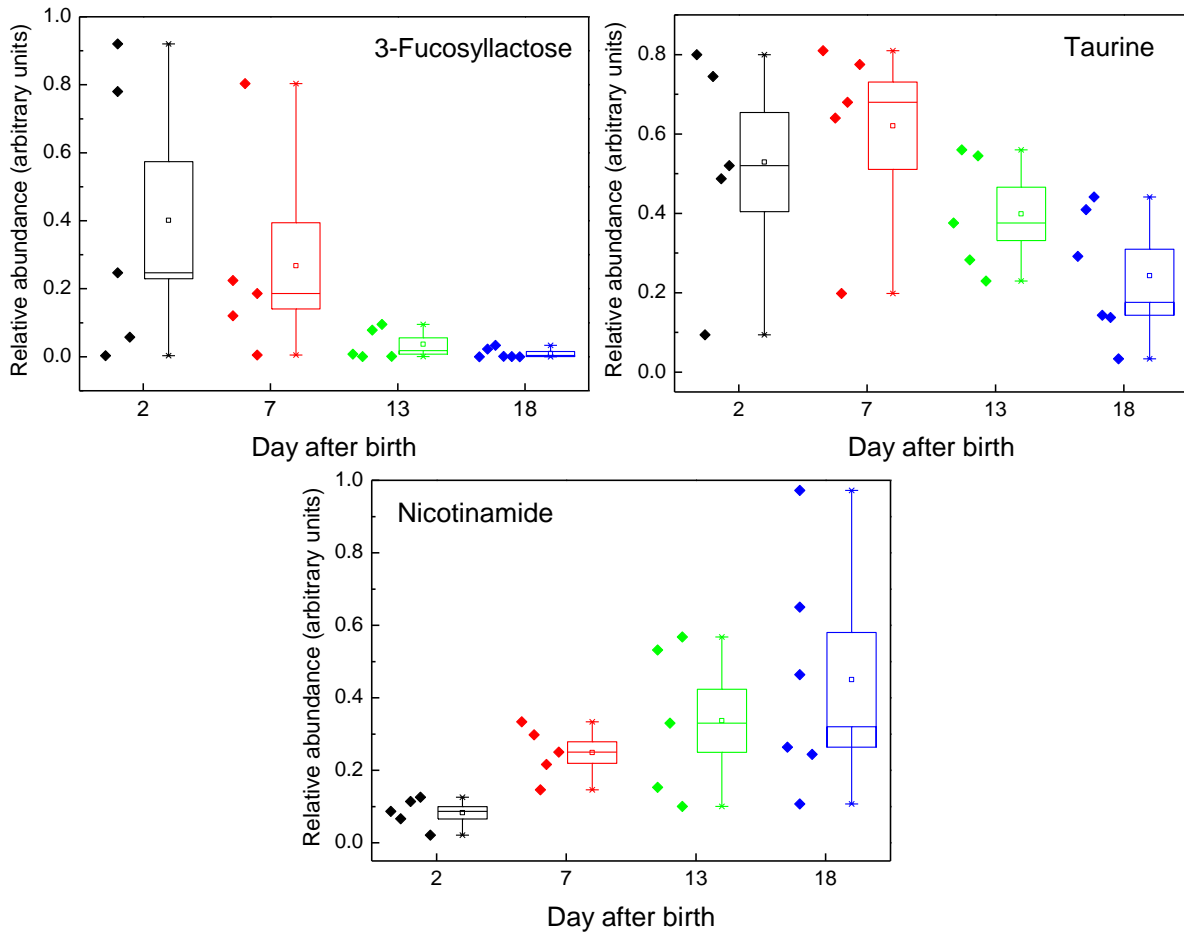 3-Fucosyllactose
Relative abundance (arbitrary units)
1.0
0.8
0.6
0.4
0.2
0.0
2 7 13 18
Day after birth
Taurine
Relative abundance (arbitrary units)
0.8
0.6
0.4
0.2
0.0
2 7 13 18
Day after birth
Nicotinamide
Relative abundance (arbitrary units)
1.0
0.8
0.6
0.4
0.2
0.0
2 7 13 18
Day after birth